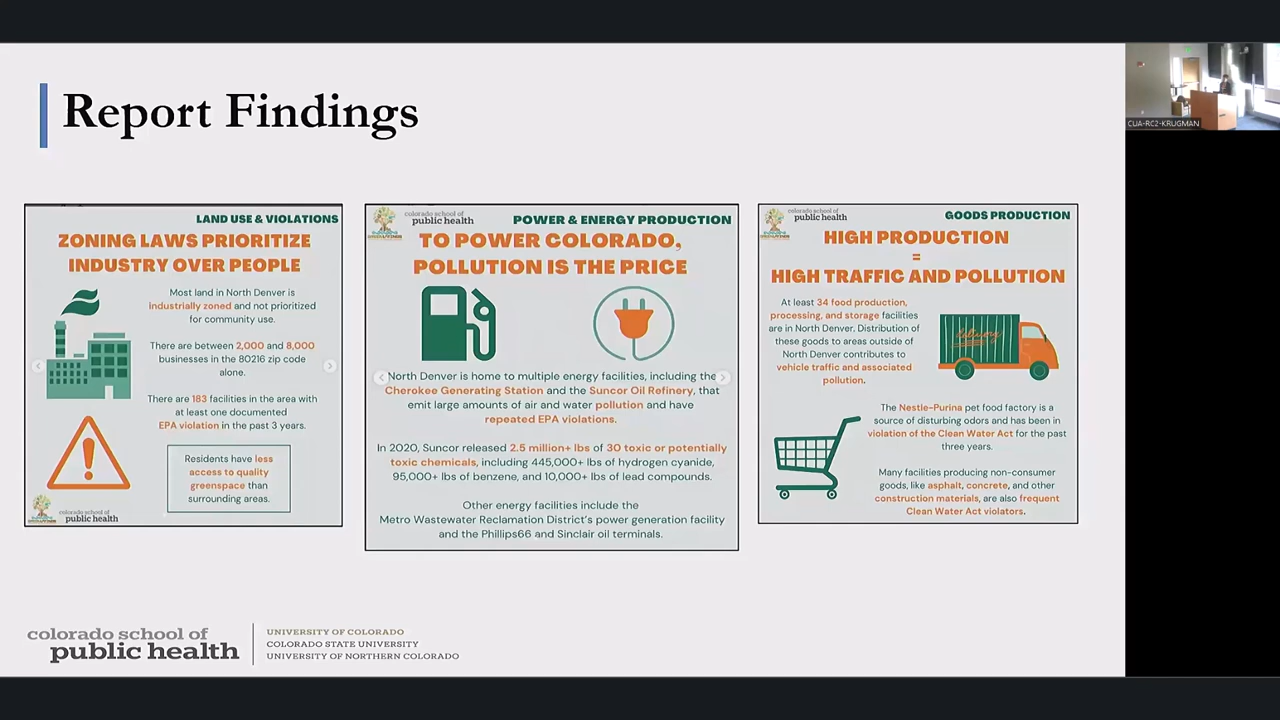 Report Findings
LAND USE & VIOLATIONS
ZONING LAWS PRIORITIZE
INDUSTRY OVER PEOPLE
Most land in North Denver is
industrially zoned and not prioritized
for community use.
There are between 2,000 and 8,000
businesses in the 80216 zip code
alone.
There are 183 facilities in the area with
at least one documented
EPA violation in the past 3 years.
Residents have less
access to quality
greenspace than
surrounding areas.
colorado school of
public health
colorado school of
public health
POWER & ENERGY PRODUCTION
TO POWER COLORADO,
POLLUTION IS THE PRICE
North Denver is home to multiple energy facilities, including the
Cherokee Generating Station and the Suncor Oil Refinery, that
emit large amounts of air and water pollution and have
repeated EPA violations.
In 2020, Suncor released 2.5 million+ lbs of 30 toxic or potentially
toxic chemicals, including 445,000+ lbs of hydrogen cyanide,
95,000+ lbs of benzene, and 10,000+ lbs of lead compounds.
Other energy facilities include the
Metro Wastewater Reclamation District's power generation facility
and the Phillips66 and Sinclair oil terminals.
colorado school of
public health
GOODS PRODUCTION
HIGH PRODUCTION
=
HIGH TRAFFIC AND POLLUTION
At least 34 food production,
processing, and storage facilities
are in North Denver. Distribution of
these goods to areas outside of
North Denver contributes to
vehicle traffic and associated
pollution.
delivery
The Nestle-Purina pet food factory is a
source of disturbing odors and has been in
violation of the Clean Water Act for the past
three years.
Many facilities producing non-consumer
goods, like asphalt, concrete, and other
construction materials, are also frequent
Clean Water Act violators.
colorado school of
public health
UNIVERSITY OF COLORADO
COLORADO STATE UNIVERSITY
UNIVERSITY OF NORTHERN COLORADO
CUA-RC2-KRUGMAN